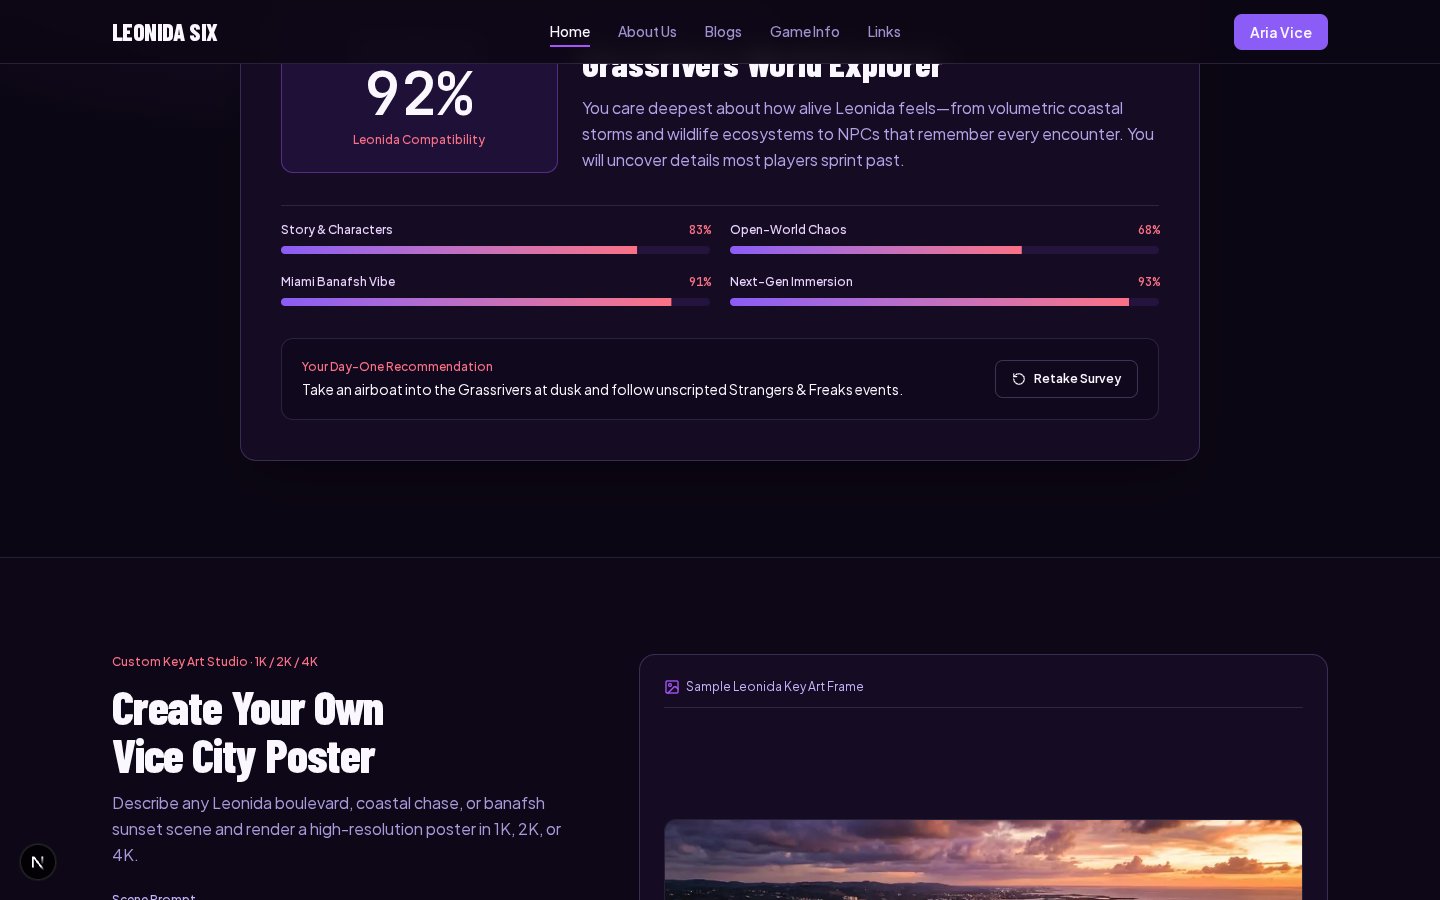 LEONIDA SIX
Home
About Us
Blogs
Game Info
Links
Aria Vice
92%
Leonida Compatibility
Grassrivers World Explorer
You care deepest about how alive Leonida feels—from volumetric coastal
storms and wildlife ecosystems to NPCs that remember every encounter. You
will uncover details most players sprint past.
Story & Characters
83%
Open-World Chaos
68%
Miami Banafsh Vibe
91%
Next-Gen Immersion
93%
Your Day-One Recommendation
Take an airboat into the Grassrivers at dusk and follow unscripted Strangers & Freaks events.
Retake Survey
Custom Key Art Studio · 1K / 2K / 4K
Create Your Own
Vice City Poster
Describe any Leonida boulevard, coastal chase, or banafsh
sunset scene and render a high-resolution poster in 1K, 2K, or
4K.
Scene Prompt
Sample Leonida Key Art Frame
N